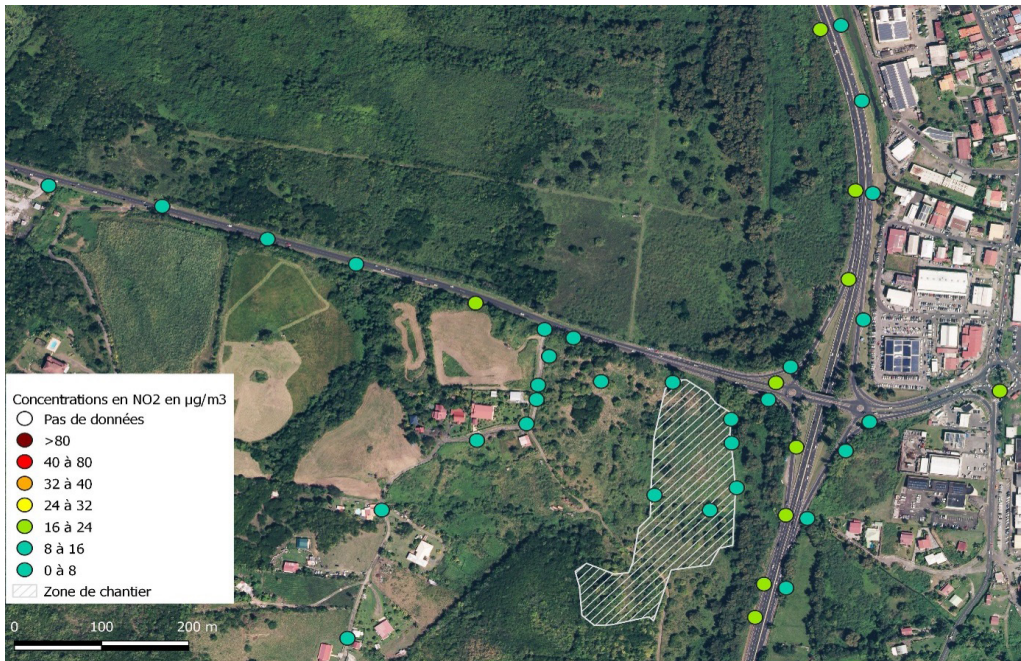 Concentrations en NO2 en µg/m3
Pas de données
>80
40 à 80
32 à 40
24 à 32
16 à 24
8 à 16
0 à 8
Zone de chantier
0 100 200 m